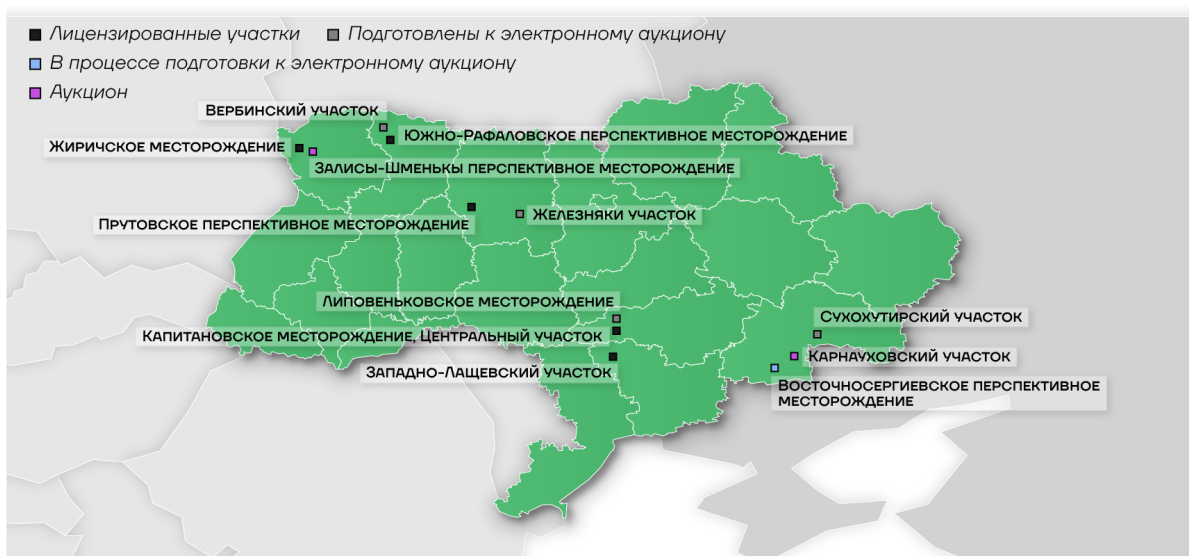 Лицензированные участки
Подготовлены к электронному аукциону
В процессе подготовки к электронному аукциону
Аукцион
ВЕРБИНСКИЙ УЧАСТОК
ЮЖНО-РАФАЛОВСКОЕ ПЕРСПЕКТИВНОЕ МЕСТОРОЖДЕНИЕ
ЖИРИЧСКОЕ МЕСТОРОЖДЕНИЕ
ЗАЛИСЫ-ШМЕНЬКЫ ПЕРСПЕКТИВНОЕ МЕСТОРОЖДЕНИЕ
ПРУТОВСКОЕ ПЕРСПЕКТИВНОЕ МЕСТОРОЖДЕНИЕ
ЖЕЛЕЗНЯКИ УЧАСТОК
ЛИПОВЕНЬКОВСКОЕ МЕСТОРОЖДЕНИЕ
СУХОХУТИРСКИЙ УЧАСТОК
КАПИТАНОВСКОЕ МЕСТОРОЖДЕНИЕ, ЦЕНТРАЛЬНЫЙ УЧАСТОК
КАРНАУХОВСКИЙ УЧАСТОК
ЗАПАДНО-ЛАЩЕВСКИЙ УЧАСТОК
ВОСТОЧНОСЕРГИЕВСКОЕ ПЕРСПЕКТИВНОЕ
МЕСТОРОЖДЕНИЕ